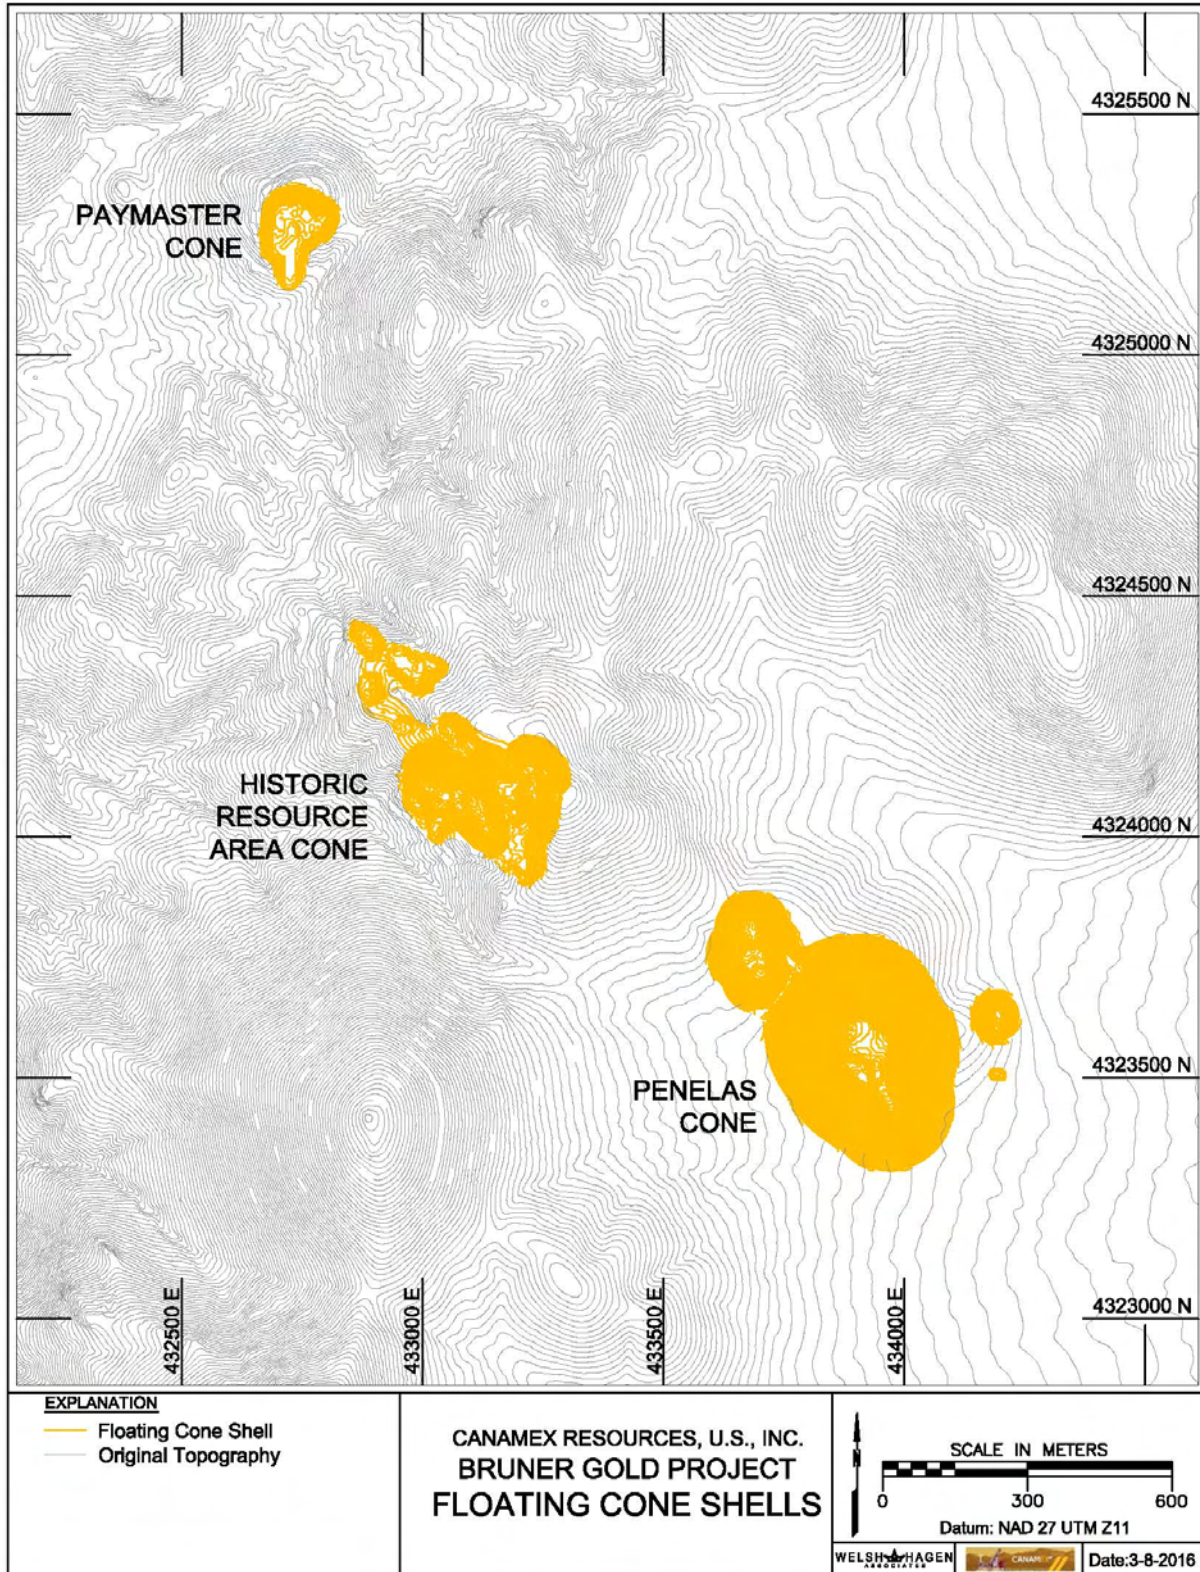 4325500 N
PAYMASTER
CONE
4325000 N
4324500 N
HISTORIC
RESOURCE
AREA CONE
4324000 N
4323500 N
PENELAS
CONE
4323000 N
432500 E
433000 E
433500 E
434000 E
EXPLANATION
Floating Cone Shell
Original Topography
CANAMEX RESOURCES, U.S., INC.
BRUNER GOLD PROJECT
FLOATING CONE SHELLS
N
SCALE IN METERS
0 300 600
Datum: NAD 27 UTM Z11
WELSH HAGEN
ASSOCIATES
CANAMEX
Date:3-8-2016